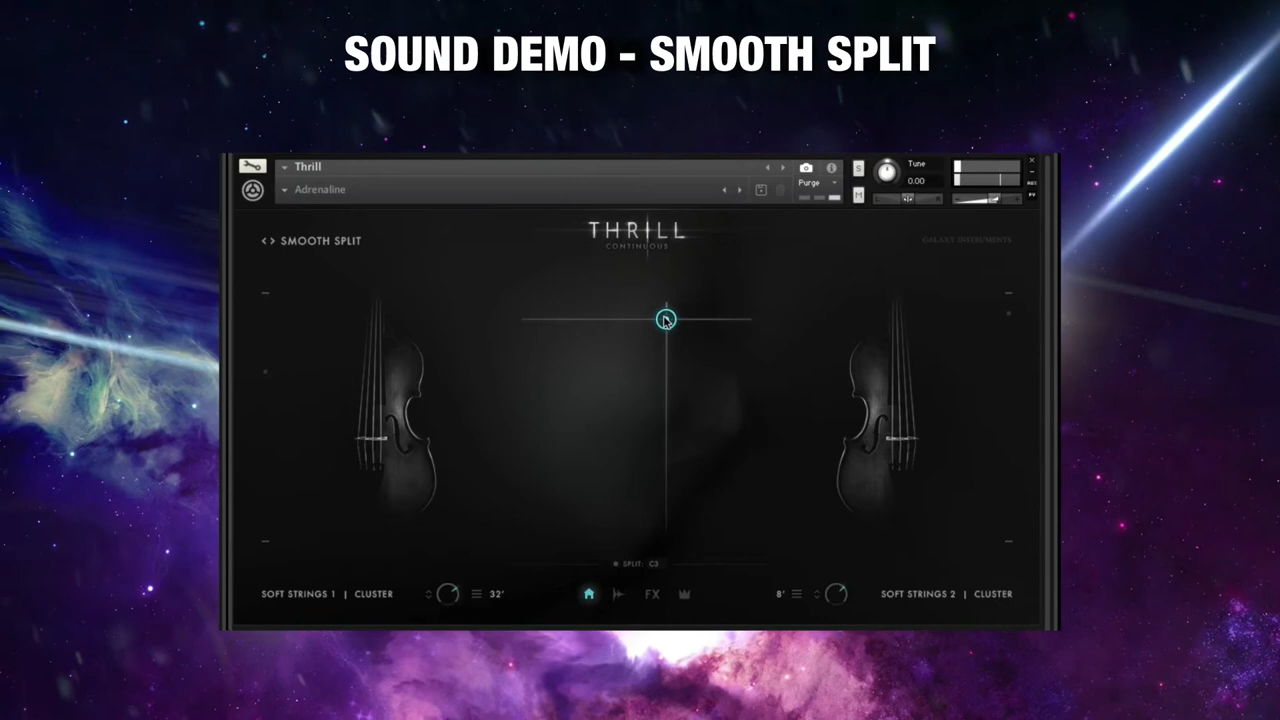 SOUND DEMO - SMOOTH SPLIT
Thrill
Adrenaline
Purge
S
M
Tune
0.00
SMOOTH SPLIT
THRILL
CONTINUOUS
GALAXY INSTRUMENTS
SPLIT: C3
SOFT STRINGS 1 | CLUSTER
32'
FX
8'
SOFT STRINGS 2 | CLUSTER